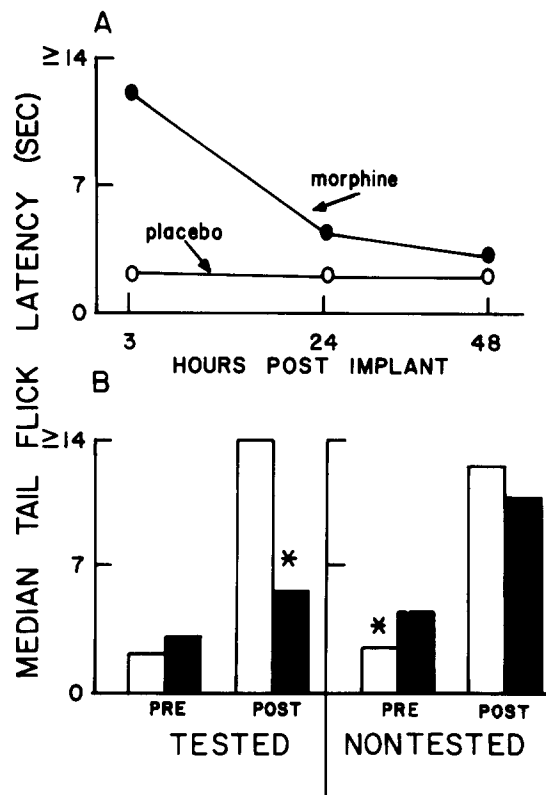 A
≥ 14
7
0
morphine
placebo
3 24 48
HOURS POST IMPLANT
MEDIAN TAIL FLICK LATENCY (SEC)
B
≥ 14
7
0
*
*
PRE POST PRE POST
TESTED NONTESTED